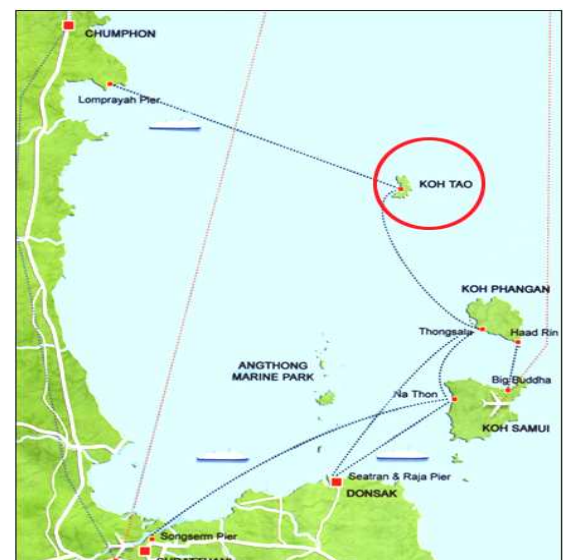 CHUMPHON
Lomprayah Pier
KOH TAO
KOH PHANGAN
Thongsala
Haad Rin
ANGTHONG
MARINE PARK
Big Buddha
Na Thon
KOH SAMUI
Seatran & Raja Pier
DONSAK
Songserm Pier